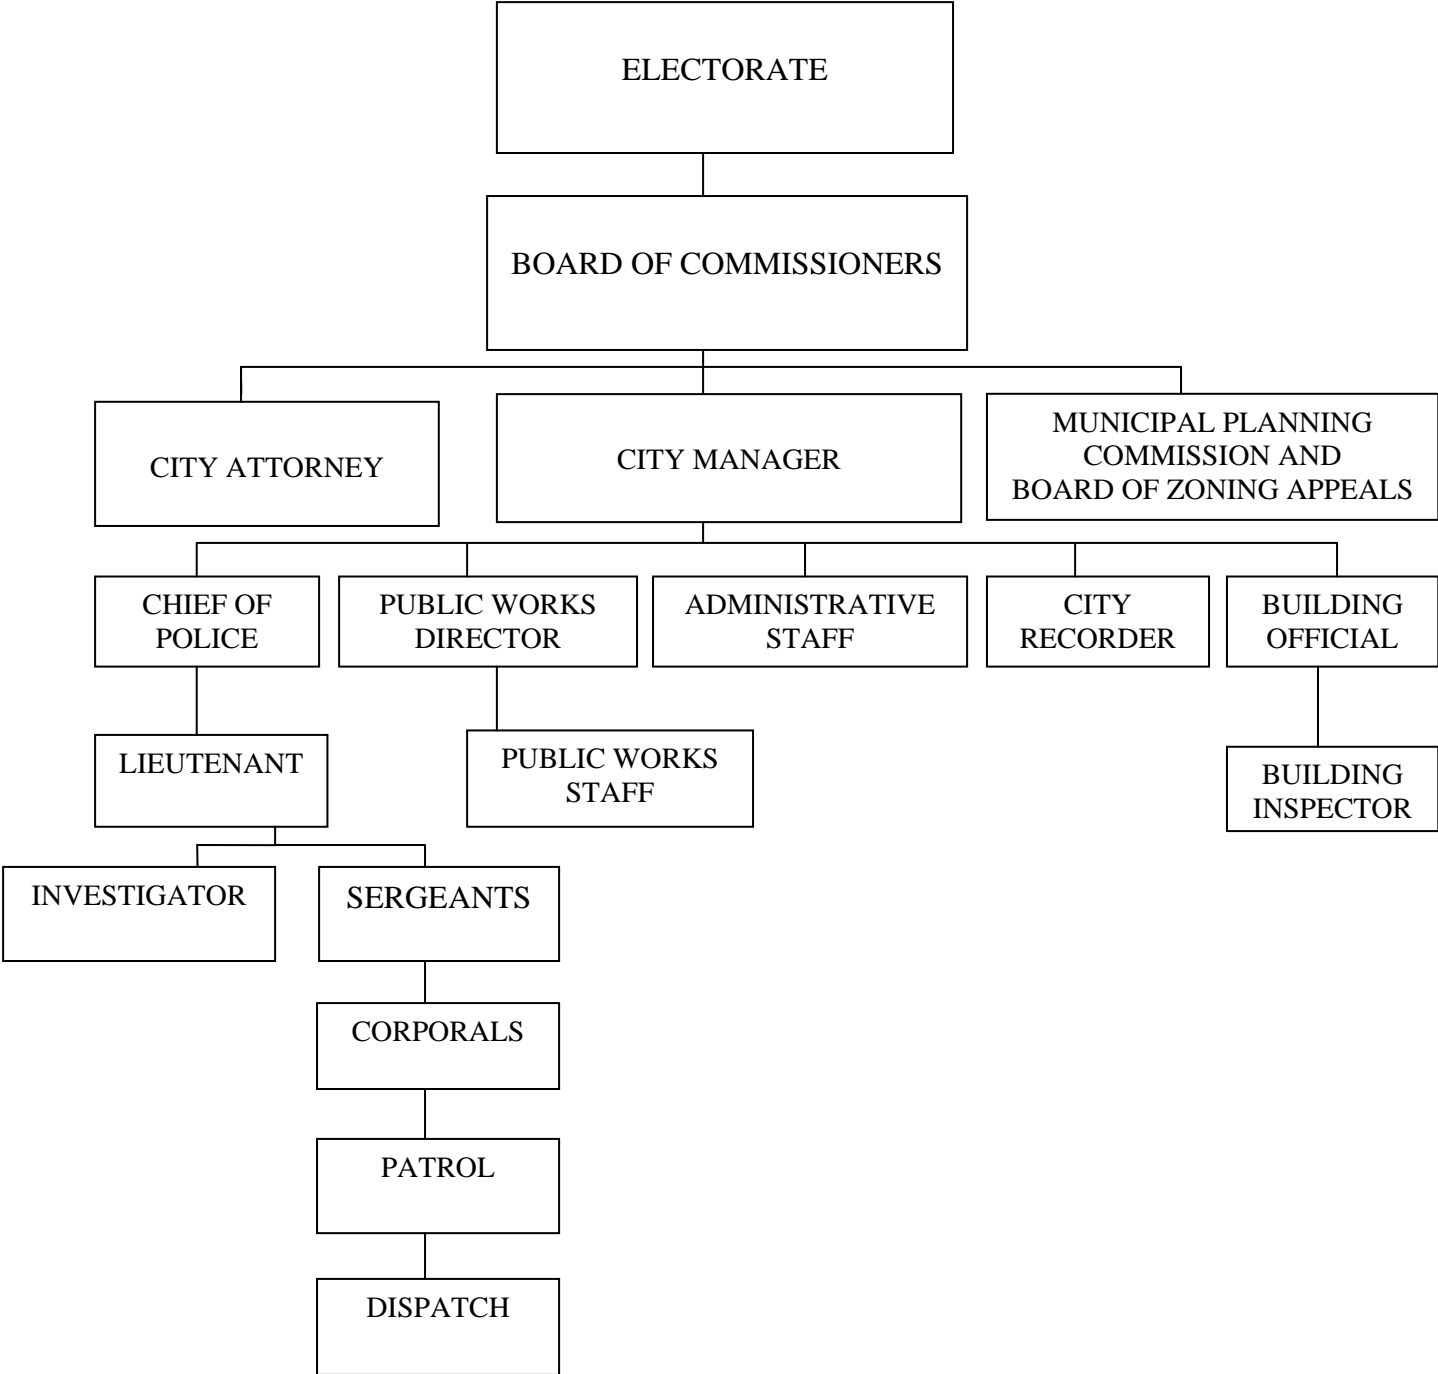 ELECTORATE
BOARD OF COMMISSIONERS
CITY ATTORNEY
CITY MANAGER
MUNICIPAL PLANNING
COMMISSION AND
BOARD OF ZONING APPEALS
CHIEF OF
POLICE
PUBLIC WORKS
DIRECTOR
ADMINISTRATIVE
STAFF
CITY
RECORDER
BUILDING
OFFICIAL
LIEUTENANT
PUBLIC WORKS
STAFF
BUILDING
INSPECTOR
INVESTIGATOR
SERGEANTS
CORPORALS
PATROL
DISPATCH